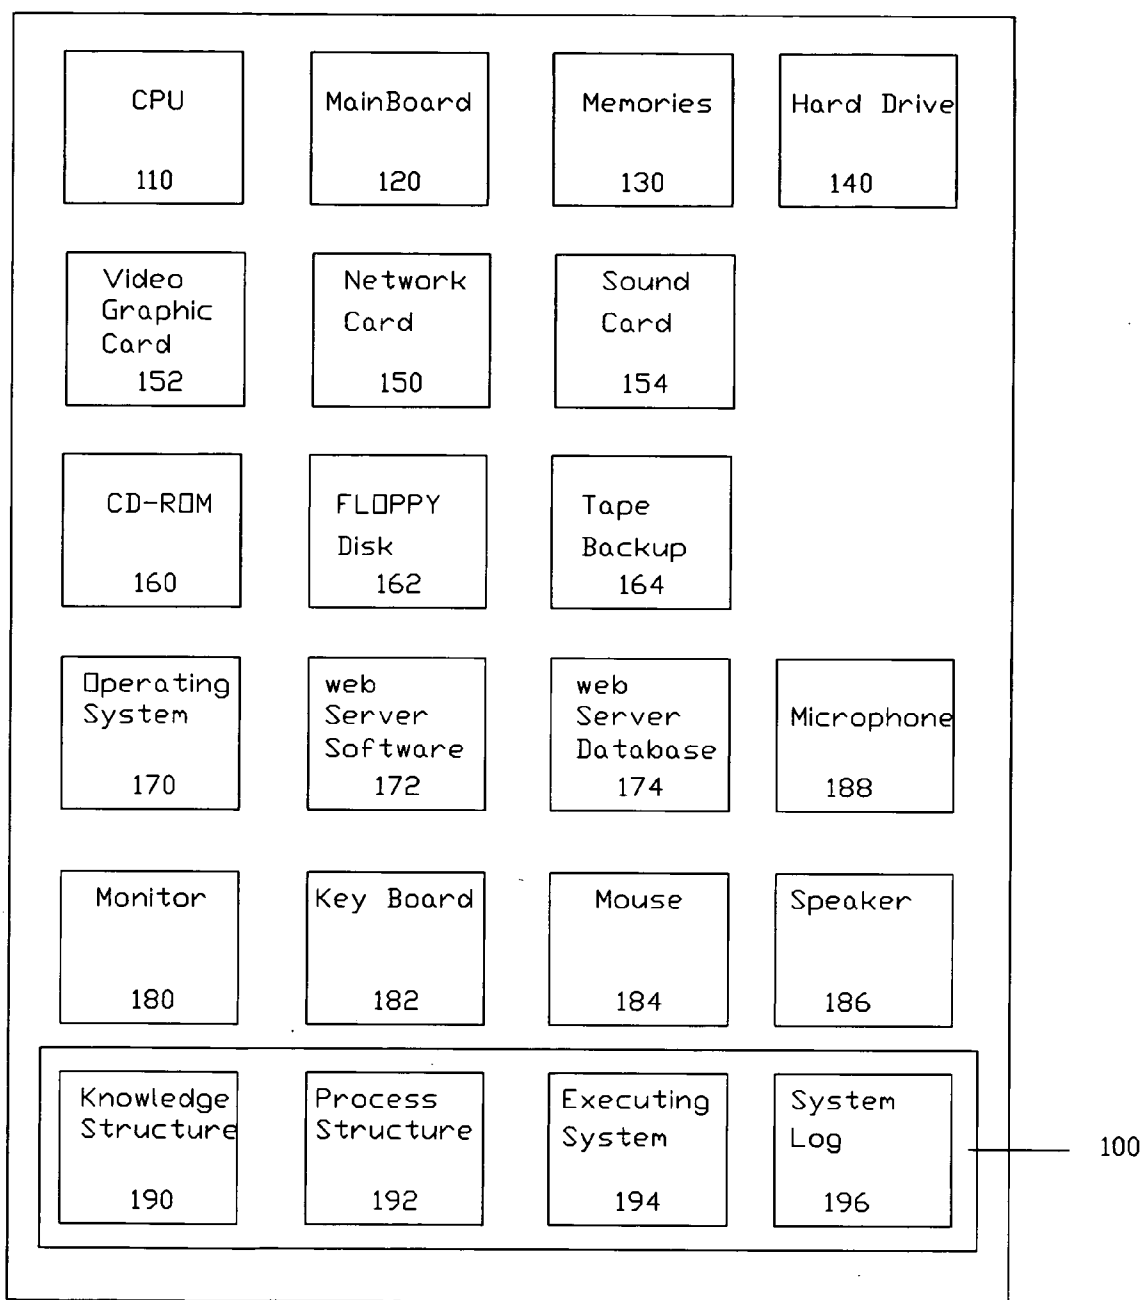 CPU
110
MainBoard
120
Memories
130
Hard Drive
140
Video
Graphic
Card
152
Network
Card
150
Sound
Card
154
CD-ROM
160
FLOPPY
Disk
162
Tape
Backup
164
Operating
System
170
web
Server
Software
172
web
Server
Database
174
Microphone
188
Monitor
180
Key Board
182
Mouse
184
Speaker
186
Knowledge
Structure
190
Process
Structure
192
Executing
System
194
System
Log
196
100